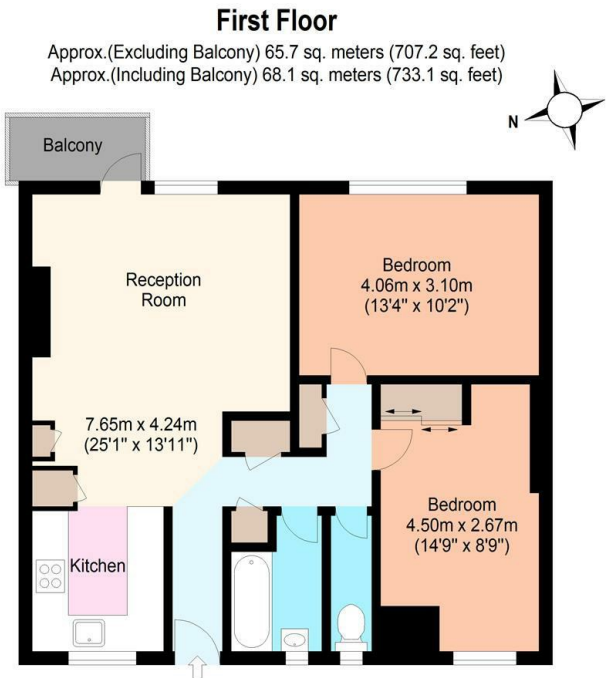 First Floor
Approx.(Excluding Balcony) 65.7 sq. meters (707.2 sq. feet)
Approx.(Including Balcony) 68.1 sq. meters (733.1 sq. feet)
N
Balcony
Reception
Room
Bedroom
4.06m x 3.10m
(13'4" x 10'2")
7.65m x 4.24m
(25'1" x 13'11")
Bedroom
4.50m x 2.67m
(14'9" x 8'9")
Kitchen